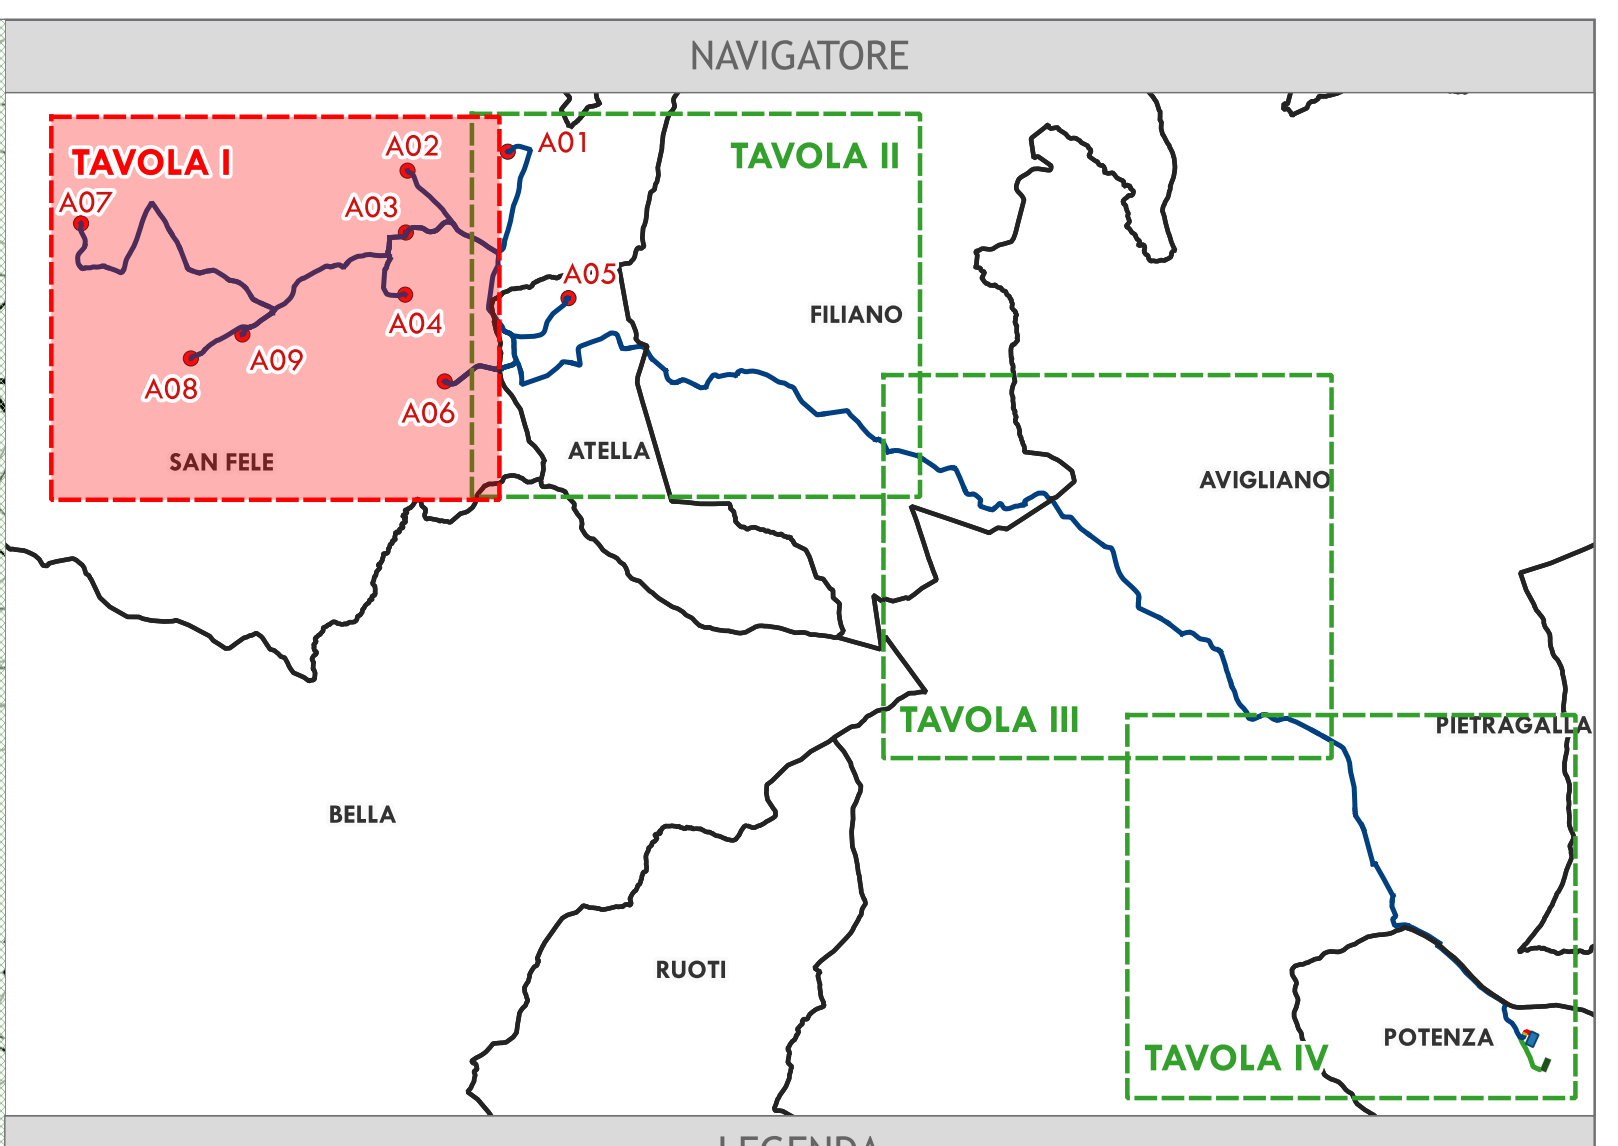 NAVIGATORE
TAVOLA I
A02
A01
TAVOLA II
A07
A03
A05
FILIANO
A04
A09
A08
A06
SAN FELE
ATELLA
AVIGLIANO
TAVOLA III
PIETRAGALLA
BELLA
RUOTI
POTENZA
TAVOLA IV
LEGENDA